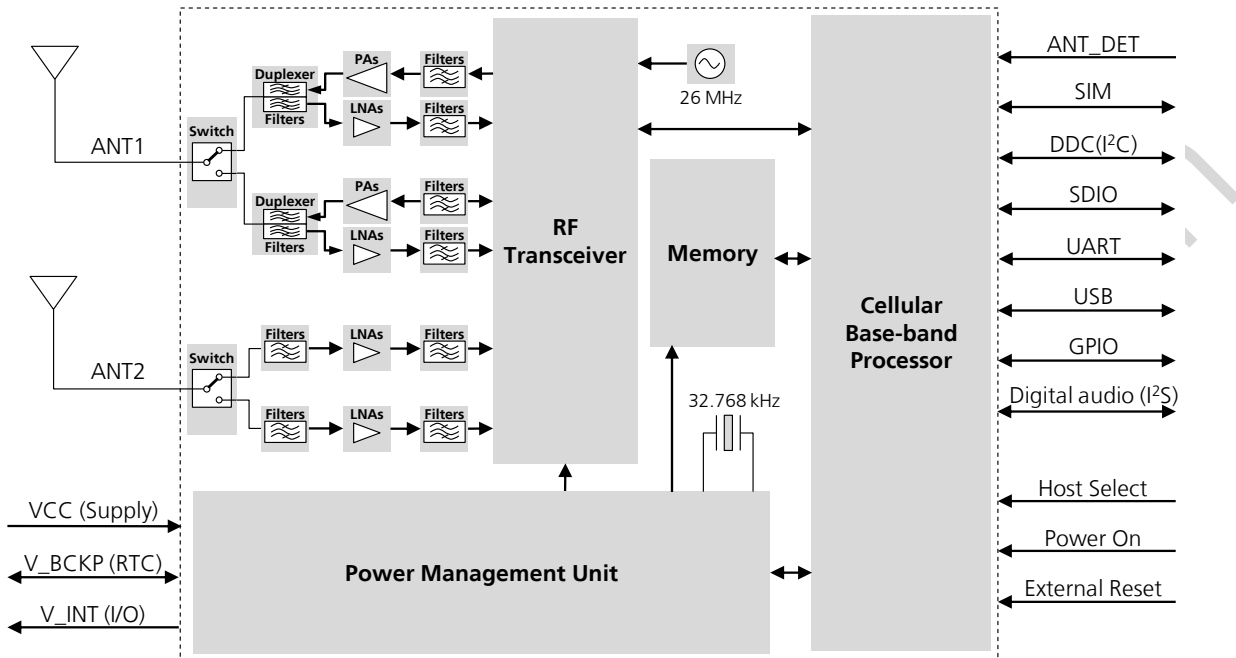 PAs
Filters
Duplexer
Filters
LNAs
Filters
Switch
ANT1
PAs
Filters
Duplexer
Filters
LNAs
Filters
Filters
LNAs
Filters
Switch
ANT2
Filters
LNAs
Filters
RF
Transceiver
26 MHz
Memory
32.768 kHz
Cellular
Base-band
Processor
Power Management Unit
VCC (Supply)
V_BCKP (RTC)
V_INT (I/O)
ANT_DET
SIM
DDC(I²C)
SDIO
UART
USB
GPIO
Digital audio (I²S)
Host Select
Power On
External Reset